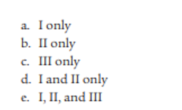 a. I only
b. II only
c. III only
d. I and II only
e. I, II, and III